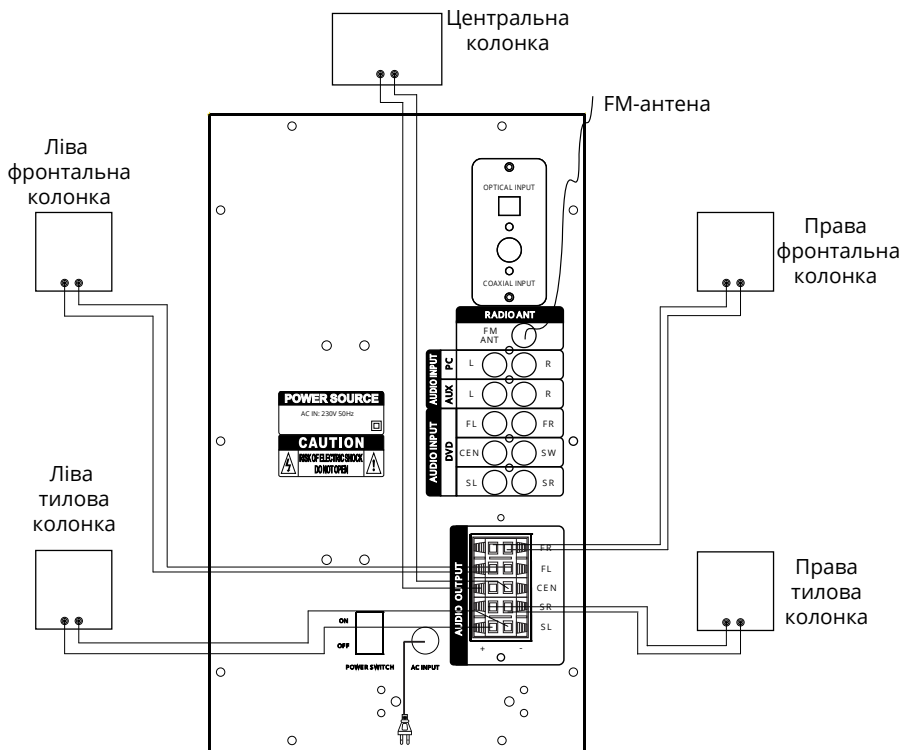 Центральна
колонка
FM-антена
Ліва
фронтальна
колонка
OPTICAL INPUT
COAXIAL INPUT
Права
фронтальна
колонка
RADIO ANT
FM
ANT
AUDIO INPUT
PC
L
R
AUX
L
R
AUDIO INPUT
DVD
FL
FR
CEN
SW
SL
SR
POWER SOURCE
AC IN: 230V 50Hz
CAUTION
RISK OF ELECTRIC SHOCK
DO NOT OPEN
Ліва
тилова
колонка
AUDIO OUTPUT
FR
FL
CEN
SR
SL
+ -
Права
тилова
колонка
ON
OFF
POWER SWITCH
AC INPUT